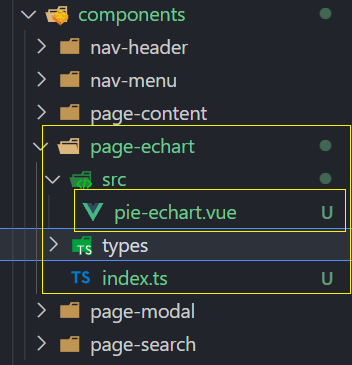 components
nav-header
nav-menu
page-content
page-echart
src
pie-echart.vue U
TS types
TS index.ts U
page-modal
page-search